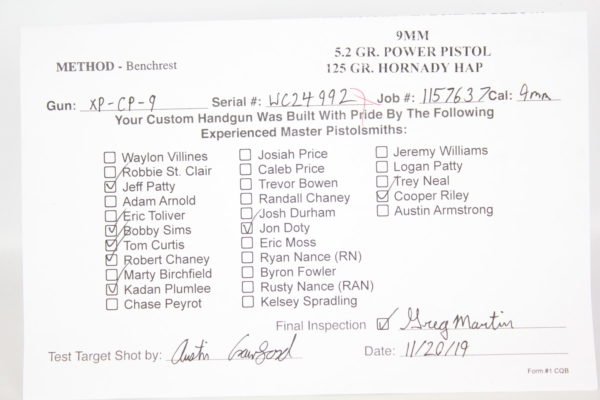 9MM
5.2 GR. POWER PISTOL
METHOD - Benchrest 125 GR. HORNADY HAP
Gun: XP-CP-9 Serial #: WC24992 Job #: 1157637 Cal: 9mm
Your Custom Handgun Was Built With Pride By The Following
Experienced Master Pistolsmiths:
Waylon Villines Josiah Price Jeremy Williams
Robbie St. Clair Caleb Price Logan Patty
Jeff Patty Trevor Bowen Trey Neal
Adam Arnold Randall Chaney Cooper Riley
Eric Toliver Josh Durham Austin Armstrong
Bobby Sims Jon Doty
Tom Curtis Eric Moss
Robert Chaney Ryan Nance (RN)
Marty Birchfield Byron Fowler
Kadan Plumlee Rusty Nance (RAN)
Chase Peyrot Kelsey Spradling
Final Inspection Greg Martin
Test Target Shot by: Austin Crawford Date: 11/20/19
Form #1 CQB